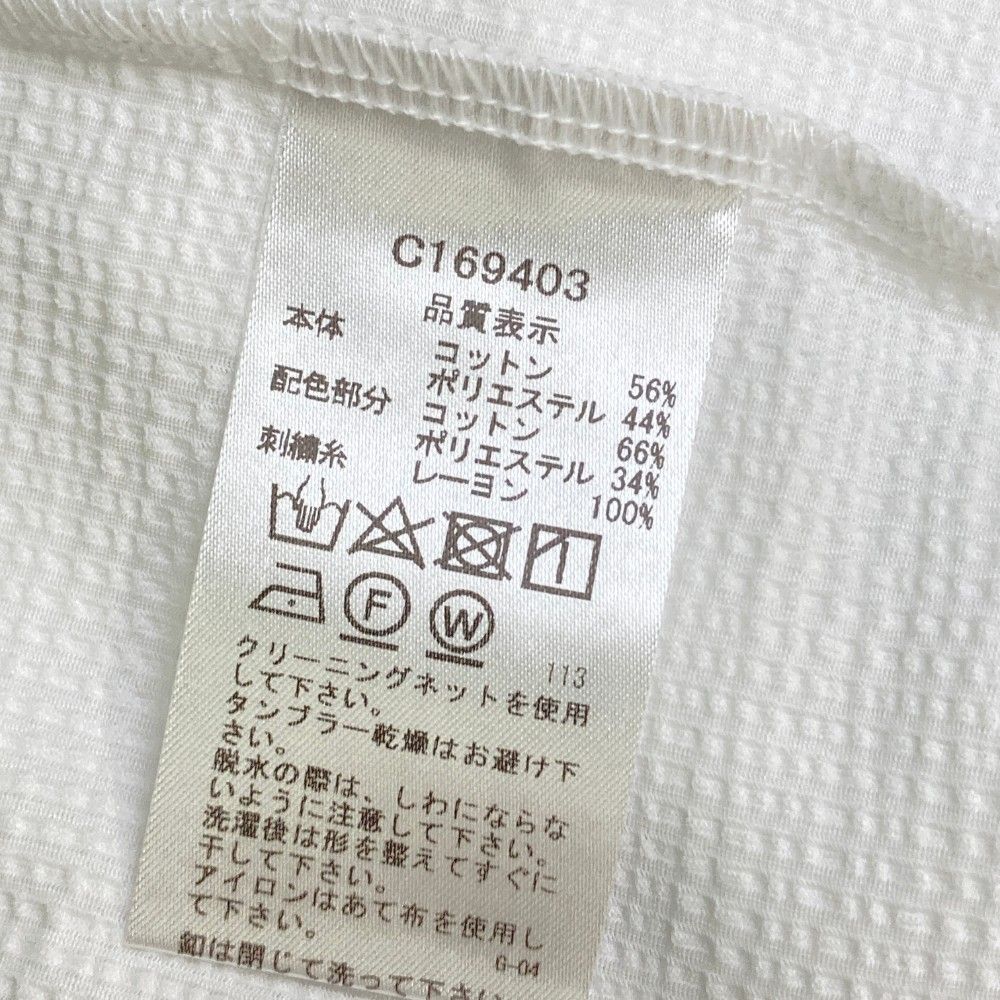 C169403
品質表示
本体 コットン 56%
ポリエステル 44%
配色部分 コットン 66%
ポリエステル 34%
刺繍糸 レーヨン 100%
F W
113
クリーニングネットを使用
して下さい。
タンブラー乾燥はお避け下
さい。
脱水の際は、しわにならな
いように注意して下さい。
洗濯後は形を整えてすぐに
干して下さい。
アイロンはあて布を使用し
て下さい。
G-04
釦は閉じて洗って下さい